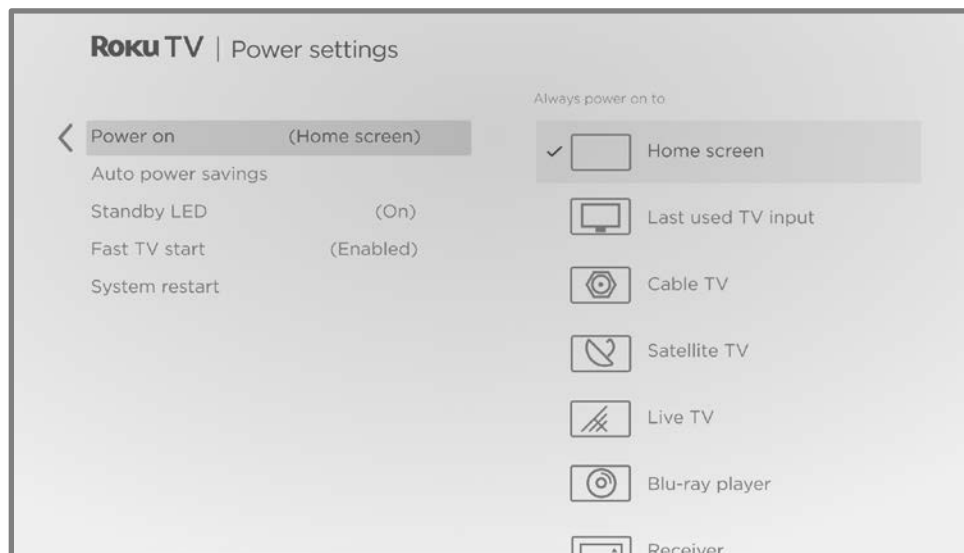 Roku TV | Power settings
Power on (Home screen)
Auto power savings
Standby LED (On)
Fast TV start (Enabled)
System restart
Always power on to
Home screen
Last used TV input
Cable TV
Satellite TV
Live TV
Blu-ray player
Receiver